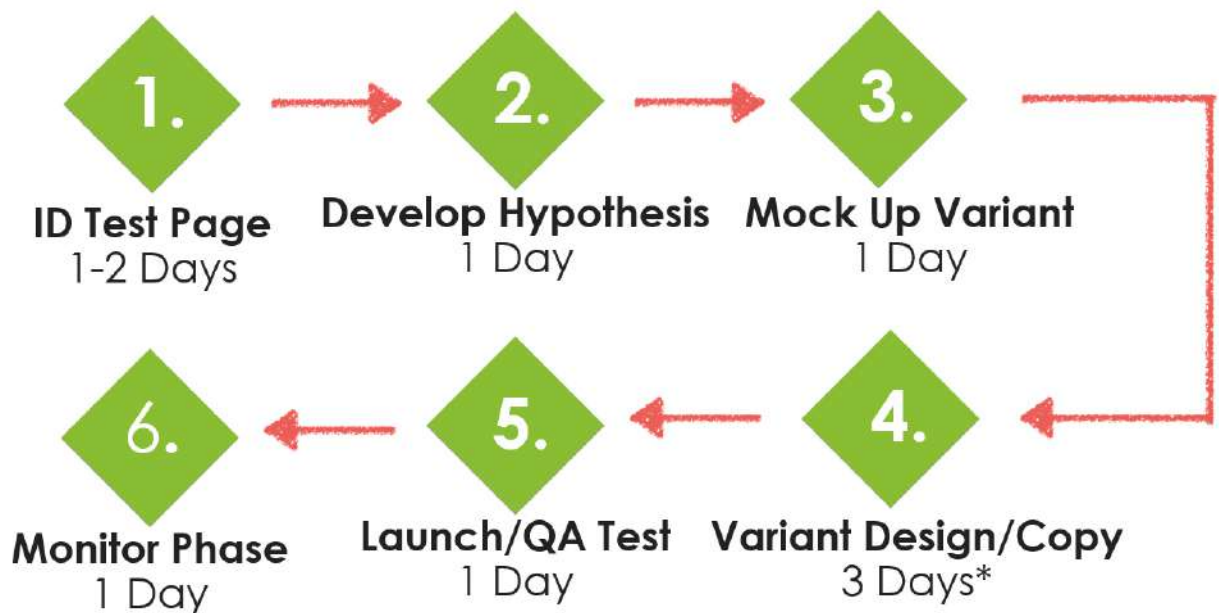 1.
ID Test Page
1-2 Days
2.
Develop Hypothesis
1 Day
3.
Mock Up Variant
1 Day
4.
Variant Design/Copy
3 Days*
5.
Launch/QA Test
1 Day
6.
Monitor Phase
1 Day